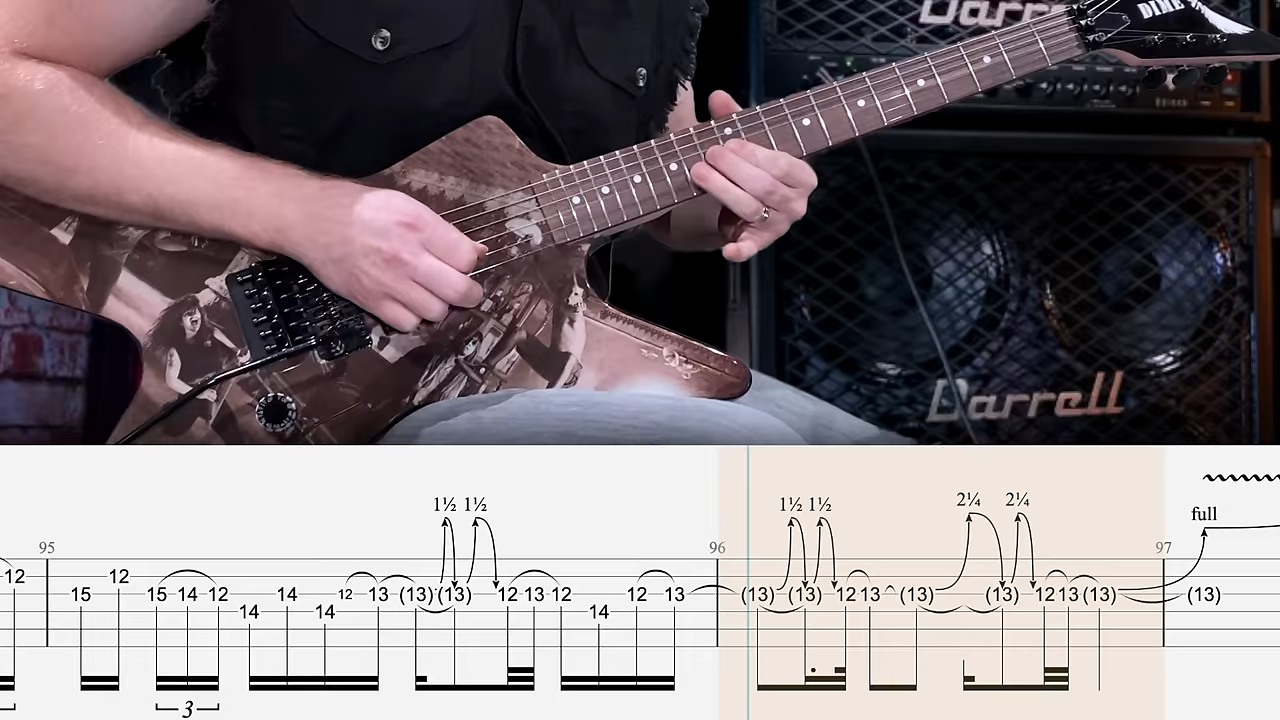 Darre
DIME
Darrell
1½ 1½ 1½ 1½ 2¼ 2¼
full
95 96 97
12 12
15 15 14 12 14 12 13 (13) (13) 12 13 12 12 13 (13) (13) 12 13 (13) (13) 12 13 (13) (13)
14 14 14
3